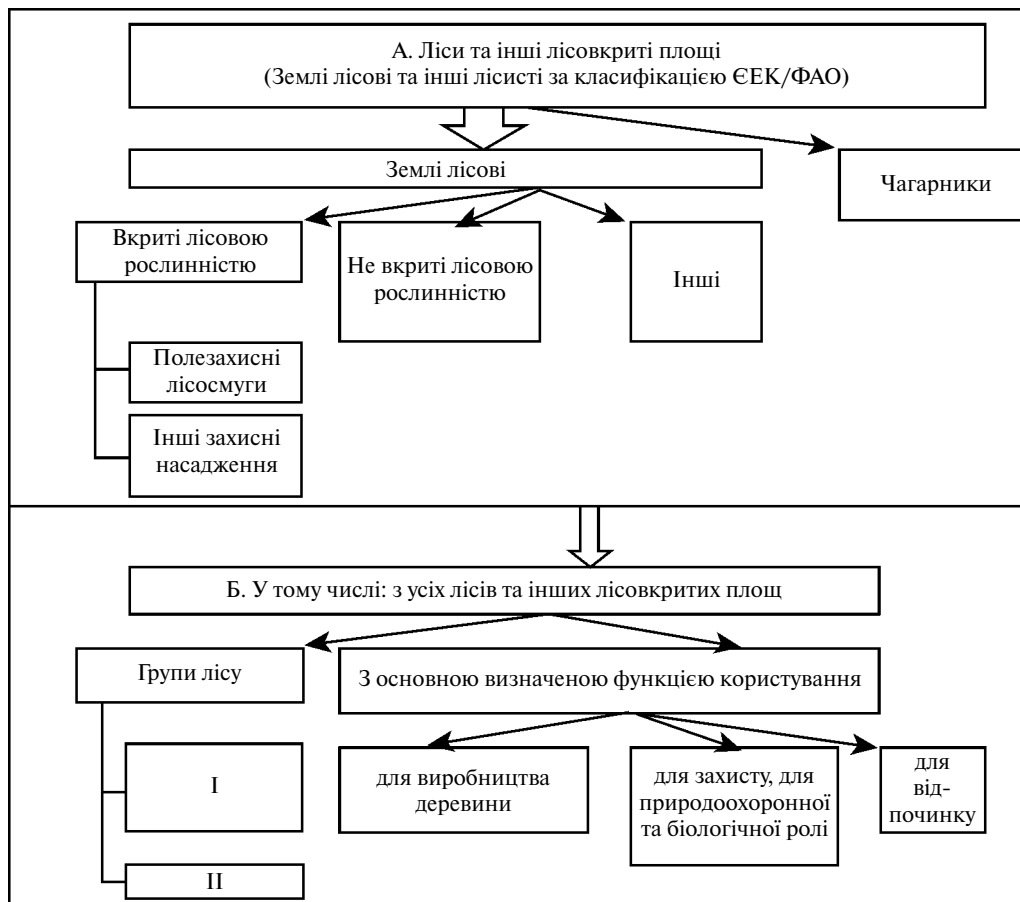 А. Ліси та інші лісовкриті площі
(Землі лісові та інші лісисті за класифікацією ЄЕК/ФАО)
Землі лісові
Чагарники
Вкриті лісовою
рослинністю
Не вкриті лісовою
рослинністю
Інші
Полезахисні
лісосмуги
Інші захисні
насадження
Б. У тому числі: з усіх лісів та інших лісовкритих площ
Групи лісу
З основною визначеною функцією користування
I
для виробництва
деревини
для захисту, для
природоохоронної
та біологічної ролі
для
від-
починку
II